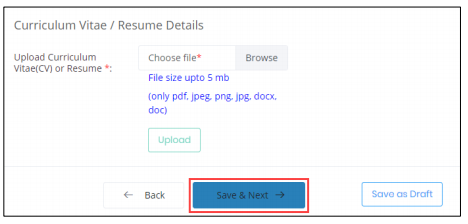 Curriculum Vitae / Resume Details
Upload Curriculum
Vitae(CV) or Resume *:
Choose file* Browse
File size upto 5 mb
(only pdf, jpeg, png, jpg, docx,
doc)
Upload
← Back Save & Next → Save as Draft